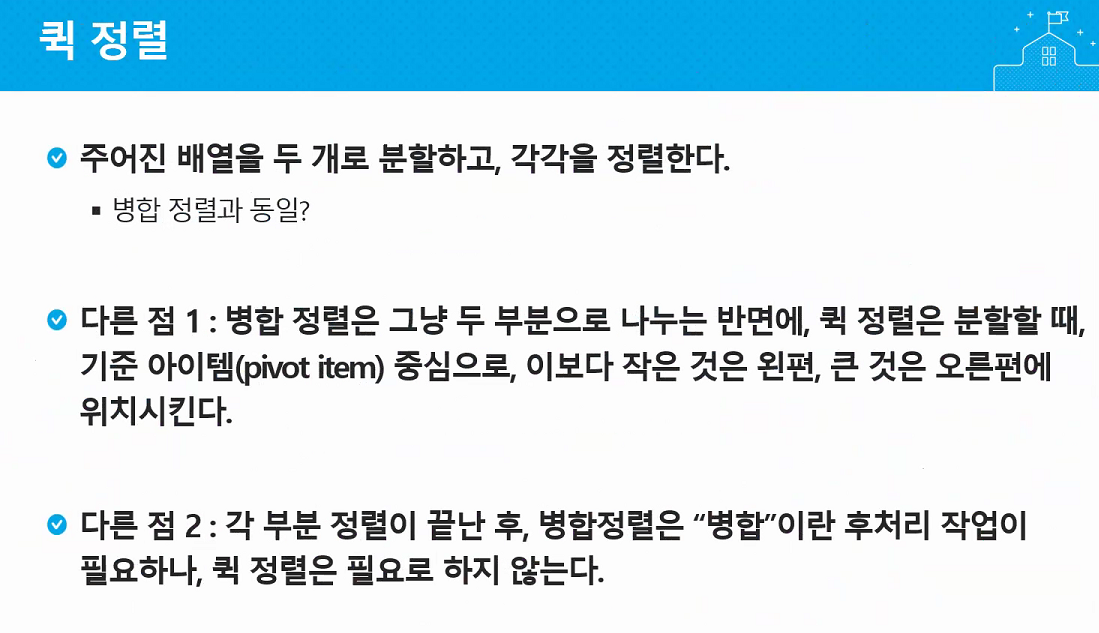 퀵 정렬
주어진 배열을 두 개로 분할하고, 각각을 정렬한다.
병합 정렬과 동일?
다른 점 1 : 병합 정렬은 그냥 두 부분으로 나누는 반면에, 퀵 정렬은 분할할 때,
기준 아이템(pivot item) 중심으로, 이보다 작은 것은 왼편, 큰 것은 오른편에
위치시킨다.
다른 점 2 : 각 부분 정렬이 끝난 후, 병합정렬은 “병합”이란 후처리 작업이
필요하나, 퀵 정렬은 필요로 하지 않는다.